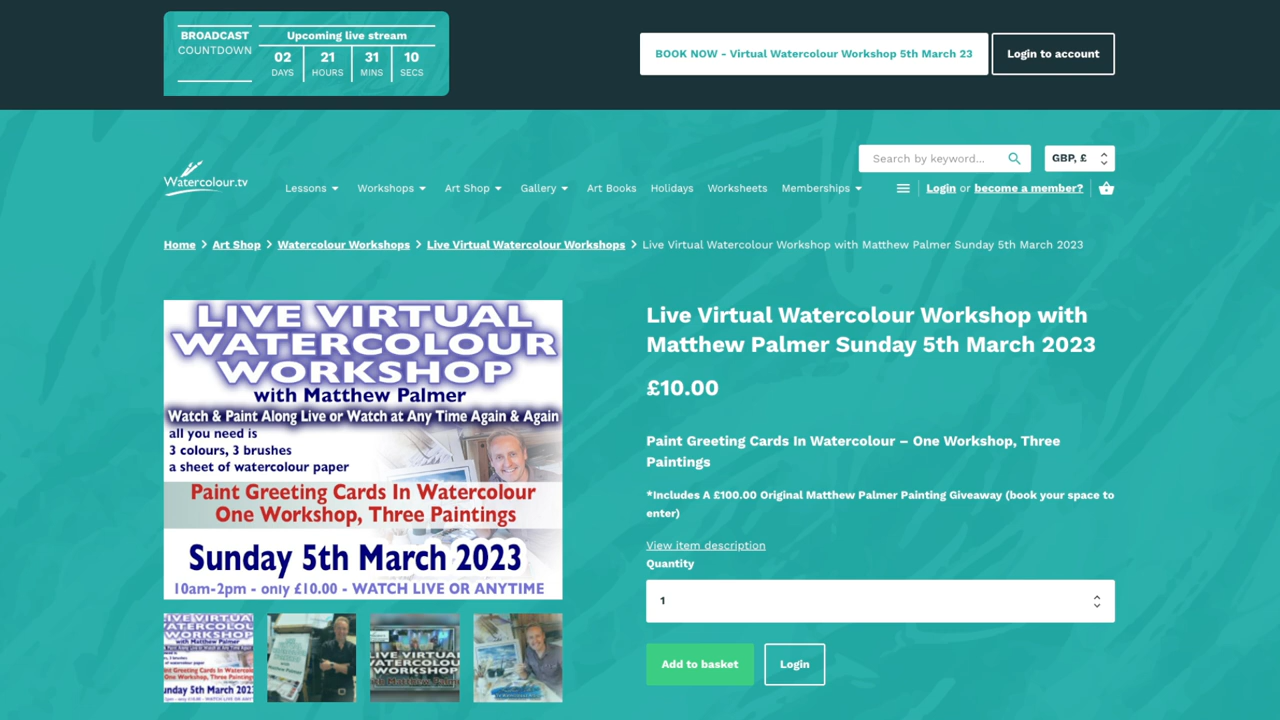 BROADCAST
COUNTDOWN
Upcoming live stream
02 21 31 10
DAYS HOURS MINS SECS
BOOK NOW - Virtual Watercolour Workshop 5th March 23
Login to account
Search by keyword...
GBP, £
Watercolour.tv
Lessons Workshops Art Shop Gallery Art Books Holidays Worksheets Memberships
Login or become a member?
Home > Art Shop > Watercolour Workshops > Live Virtual Watercolour Workshops > Live Virtual Watercolour Workshop with Matthew Palmer Sunday 5th March 2023
LIVE VIRTUAL
WATERCOLOUR
WORKSHOP
with Matthew Palmer
Watch & Paint Along Live or Watch at Any Time Again & Again
all you need is
3 colours, 3 brushes
a sheet of watercolour paper
Paint Greeting Cards In Watercolour
One Workshop, Three Paintings
Sunday 5th March 2023
10am-2pm - only £10.00 - WATCH LIVE OR ANYTIME
Live Virtual Watercolour Workshop with
Matthew Palmer Sunday 5th March 2023
£10.00
Paint Greeting Cards In Watercolour – One Workshop, Three
Paintings
*Includes A £100.00 Original Matthew Palmer Painting Giveaway (book your space to
enter)
View item description
Quantity
1
Add to basket
Login